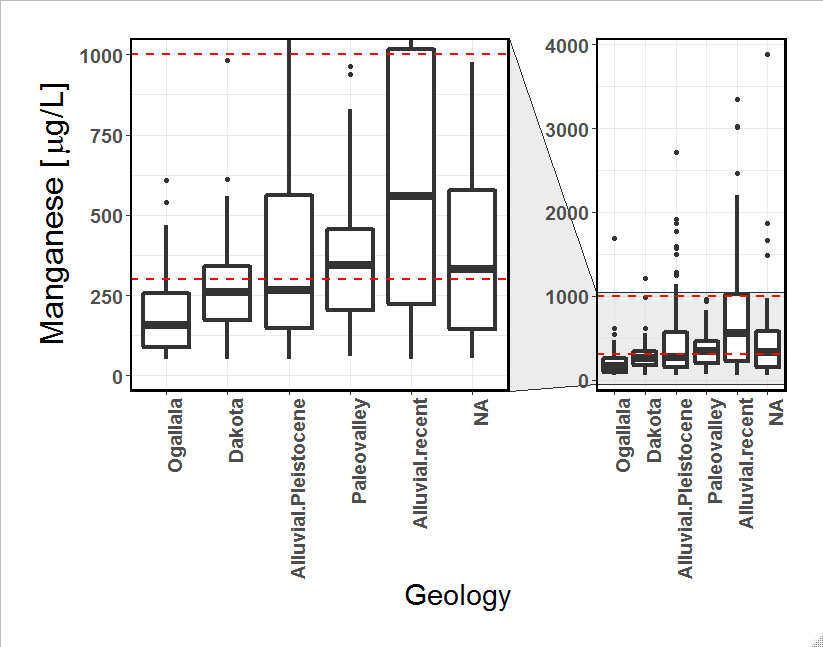 Manganese [μg/L]
1000
750
500
250
0
Ogallala
Dakota
Alluvial.Pleistocene
Paleovalley
Alluvial.recent
NA
4000
3000
2000
1000
0
Ogallala
Dakota
Alluvial.Pleistocene
Paleovalley
Alluvial.recent
NA
Geology